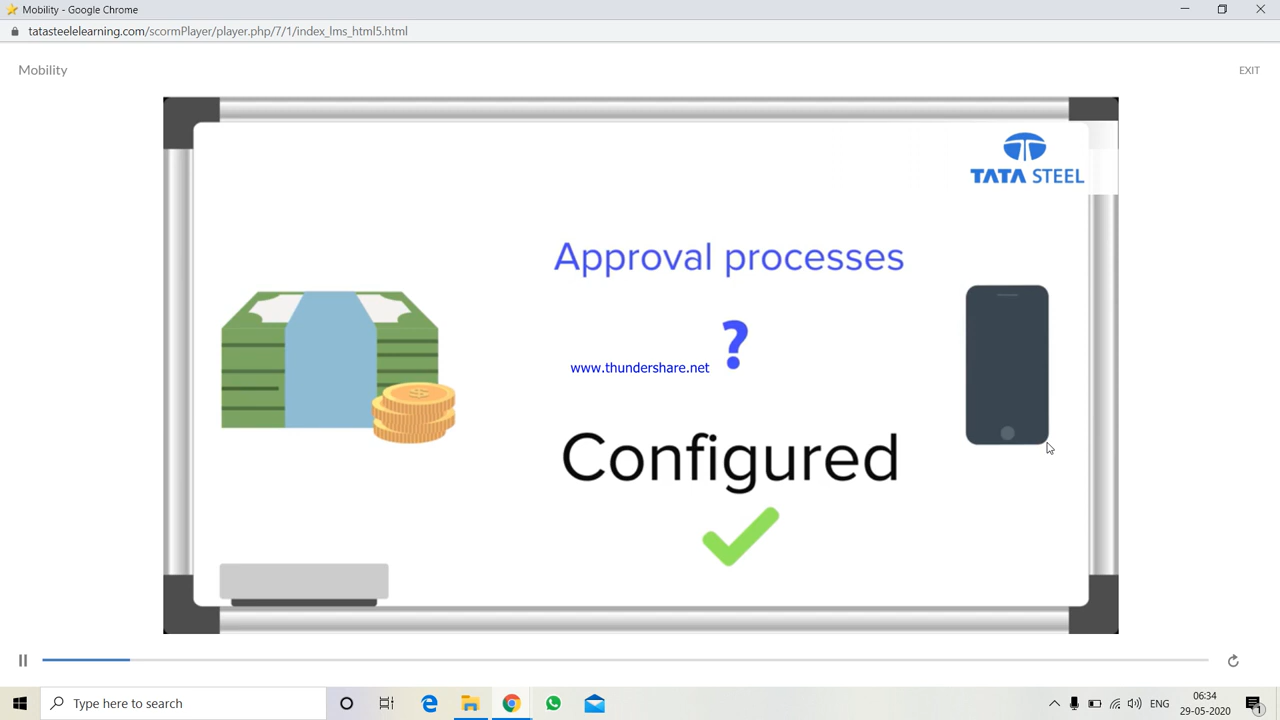 Mobility - Google Chrome
tatasteelelearning.com/scormPlayer/player.php/7/1/index_lms_html5.html
Mobility
EXIT
TATA STEEL
Approval processes
?
www.thundershare.net
$
Configured
Type here to search
ENG
06:34
29-05-2020
1